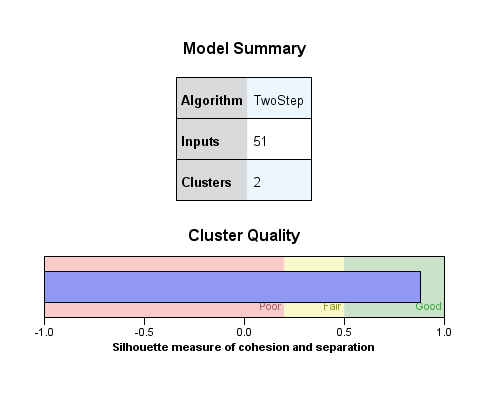 Model Summary
Algorithm TwoStep
Inputs 51
Clusters 2
Cluster Quality
Poor Fair Good
-1.0 -0.5 0.0 0.5 1.0
Silhouette measure of cohesion and separation